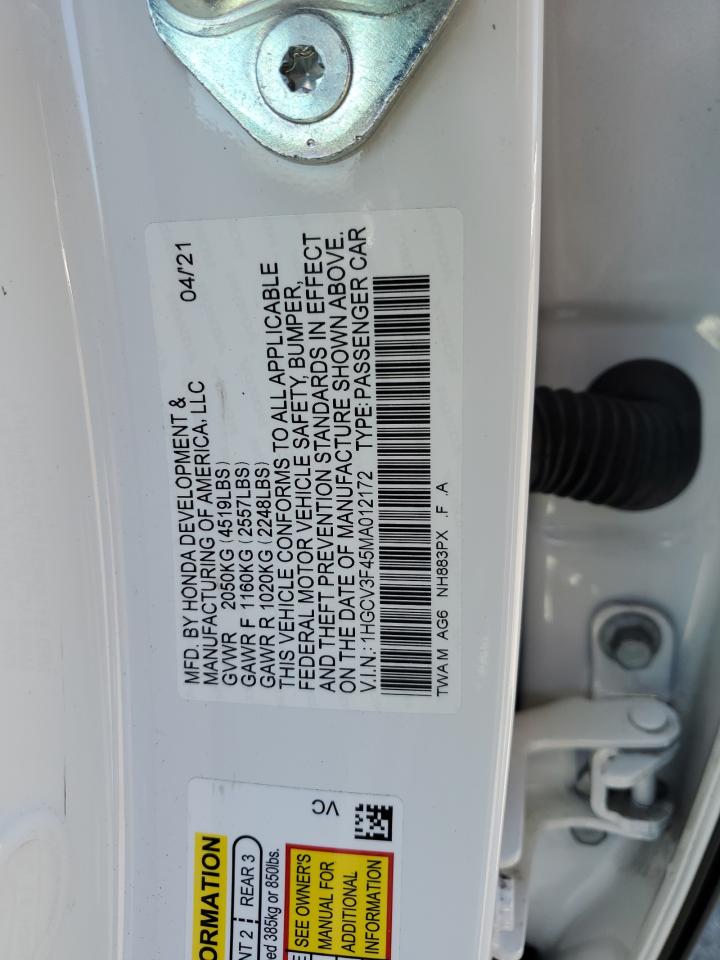 MFD. BY HONDA DEVELOPMENT & 04/'21
MANUFACTURING OF AMERICA, LLC
GVWR 2050KG (4519LBS)
GAWR F 1160KG (2557LBS)
GAWR R 1020KG (2248LBS)
THIS VEHICLE CONFORMS TO ALL APPLICABLE
FEDERAL MOTOR VEHICLE SAFETY, BUMPER,
AND THEFT PREVENTION STANDARDS IN EFFECT
ON THE DATE OF MANUFACTURE SHOWN ABOVE.
V.I.N.: 1HGCV3F45MA012172 TYPE: PASSENGER CAR
TWA M AG6 NH883PX .F .A
ORMATION
NT 2 REAR 3
ed 385kg or 850lbs.
SEE OWNER'S
MANUAL FOR
ADDITIONAL
INFORMATION
VC